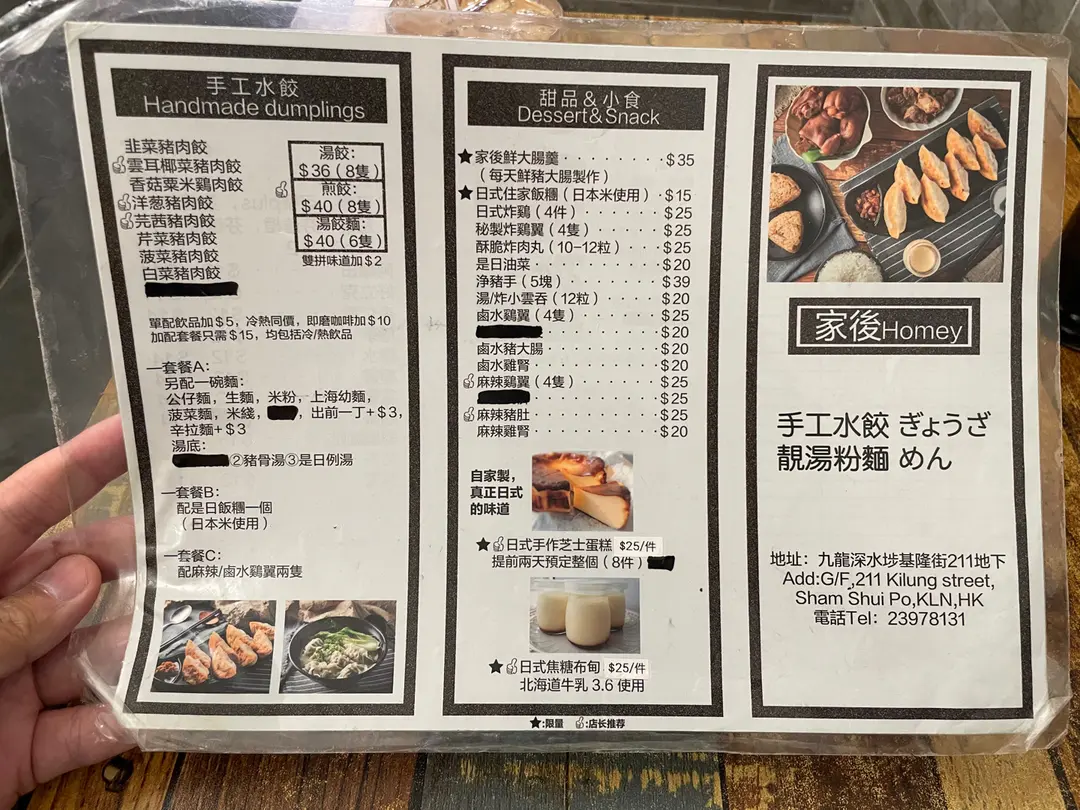 手工水餃
Handmade dumplings
韭菜豬肉餃
雲耳椰菜豬肉餃
香菇粟米鷄肉餃
洋葱豬肉餃
芫茜豬肉餃
芹菜豬肉餃
菠菜豬肉餃
白菜豬肉餃
湯餃:
$36(8隻)
煎餃:
$40(8隻)
湯餃麵:
$40(6隻)
雙拼味道加$2
單配飲品加$5,冷熱同價,即磨咖啡加$10
加配套餐只需$15,均包括冷/熱飲品
一套餐A:
另配一碗麵:
公仔麵,生麵,米粉,上海幼麵,
菠菜麵,米綫,出前一丁+$3,
辛拉麵+$3
湯底:
②豬骨湯③是日例湯
一套餐B:
配是日飯糰一個
(日本米使用)
一套餐C:
配麻辣/鹵水鷄翼兩隻
甜品&小食
Dessert&Snack
★家後鮮大腸羹········$35
(每天鮮豬大腸製作)
★日式住家飯糰(日本米使用)·$15
日式炸鷄(4件)······$25
秘製炸鷄翼(4隻)·····$25
酥脆炸肉丸(10-12粒)···$25
是日油菜··········$20
淨豬手(5塊)·······$39
湯/炸小雲吞(12粒)····$20
鹵水鷄翼(4隻)······$25
·········$20
鹵水豬大腸·········$20
鹵水雞腎··········$20
麻辣鷄翼(4隻)······$25
··········$25
麻辣豬肚··········$25
麻辣雞腎··········$20
自家製,
真正日式
的味道
★日式手作芝士蛋糕 $25/件
提前兩天預定整個(8件)
★日式焦糖布甸 $25/件
北海道牛乳 3.6 使用
★:限量 :店长推荐
家後Homey
手工水餃 ぎょうざ
靚湯粉麵 めん
地址:九龍深水埗基隆街211地下
Add:G/F,211 Kilung street,
Sham Shui Po,KLN,HK
電話Tel:23978131